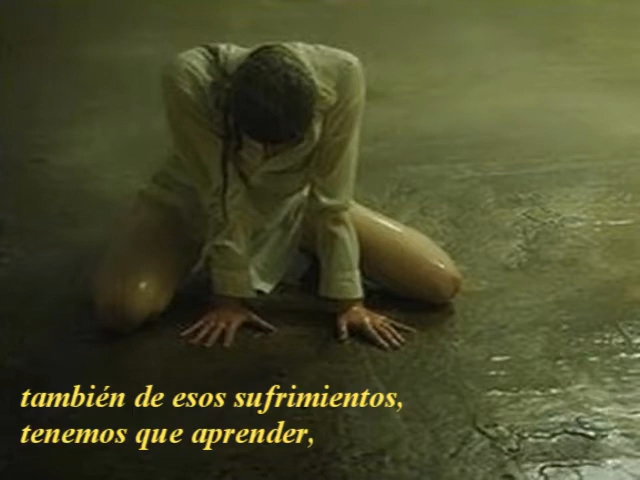 también de esos sufrimientos,
tenemos que aprender,